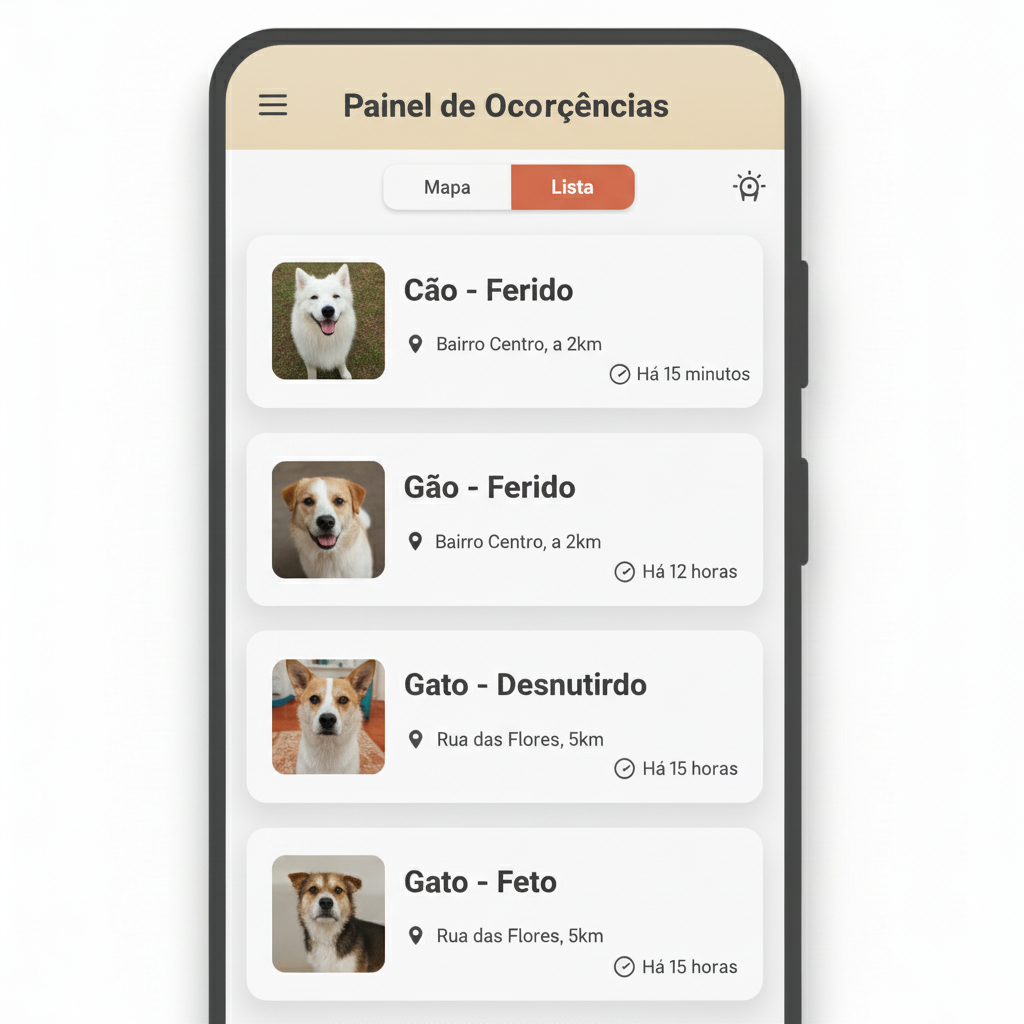 Painel de Ocorçências
Mapa
Lista
Cão - Ferido
Bairro Centro, a 2km
Há 15 minutos
Gão - Ferido
Bairro Centro, a 2km
Há 12 horas
Gato - Desnutirdo
Rua das Flores, 5km
Há 15 horas
Gato - Feto
Rua das Flores, 5km
Há 15 horas